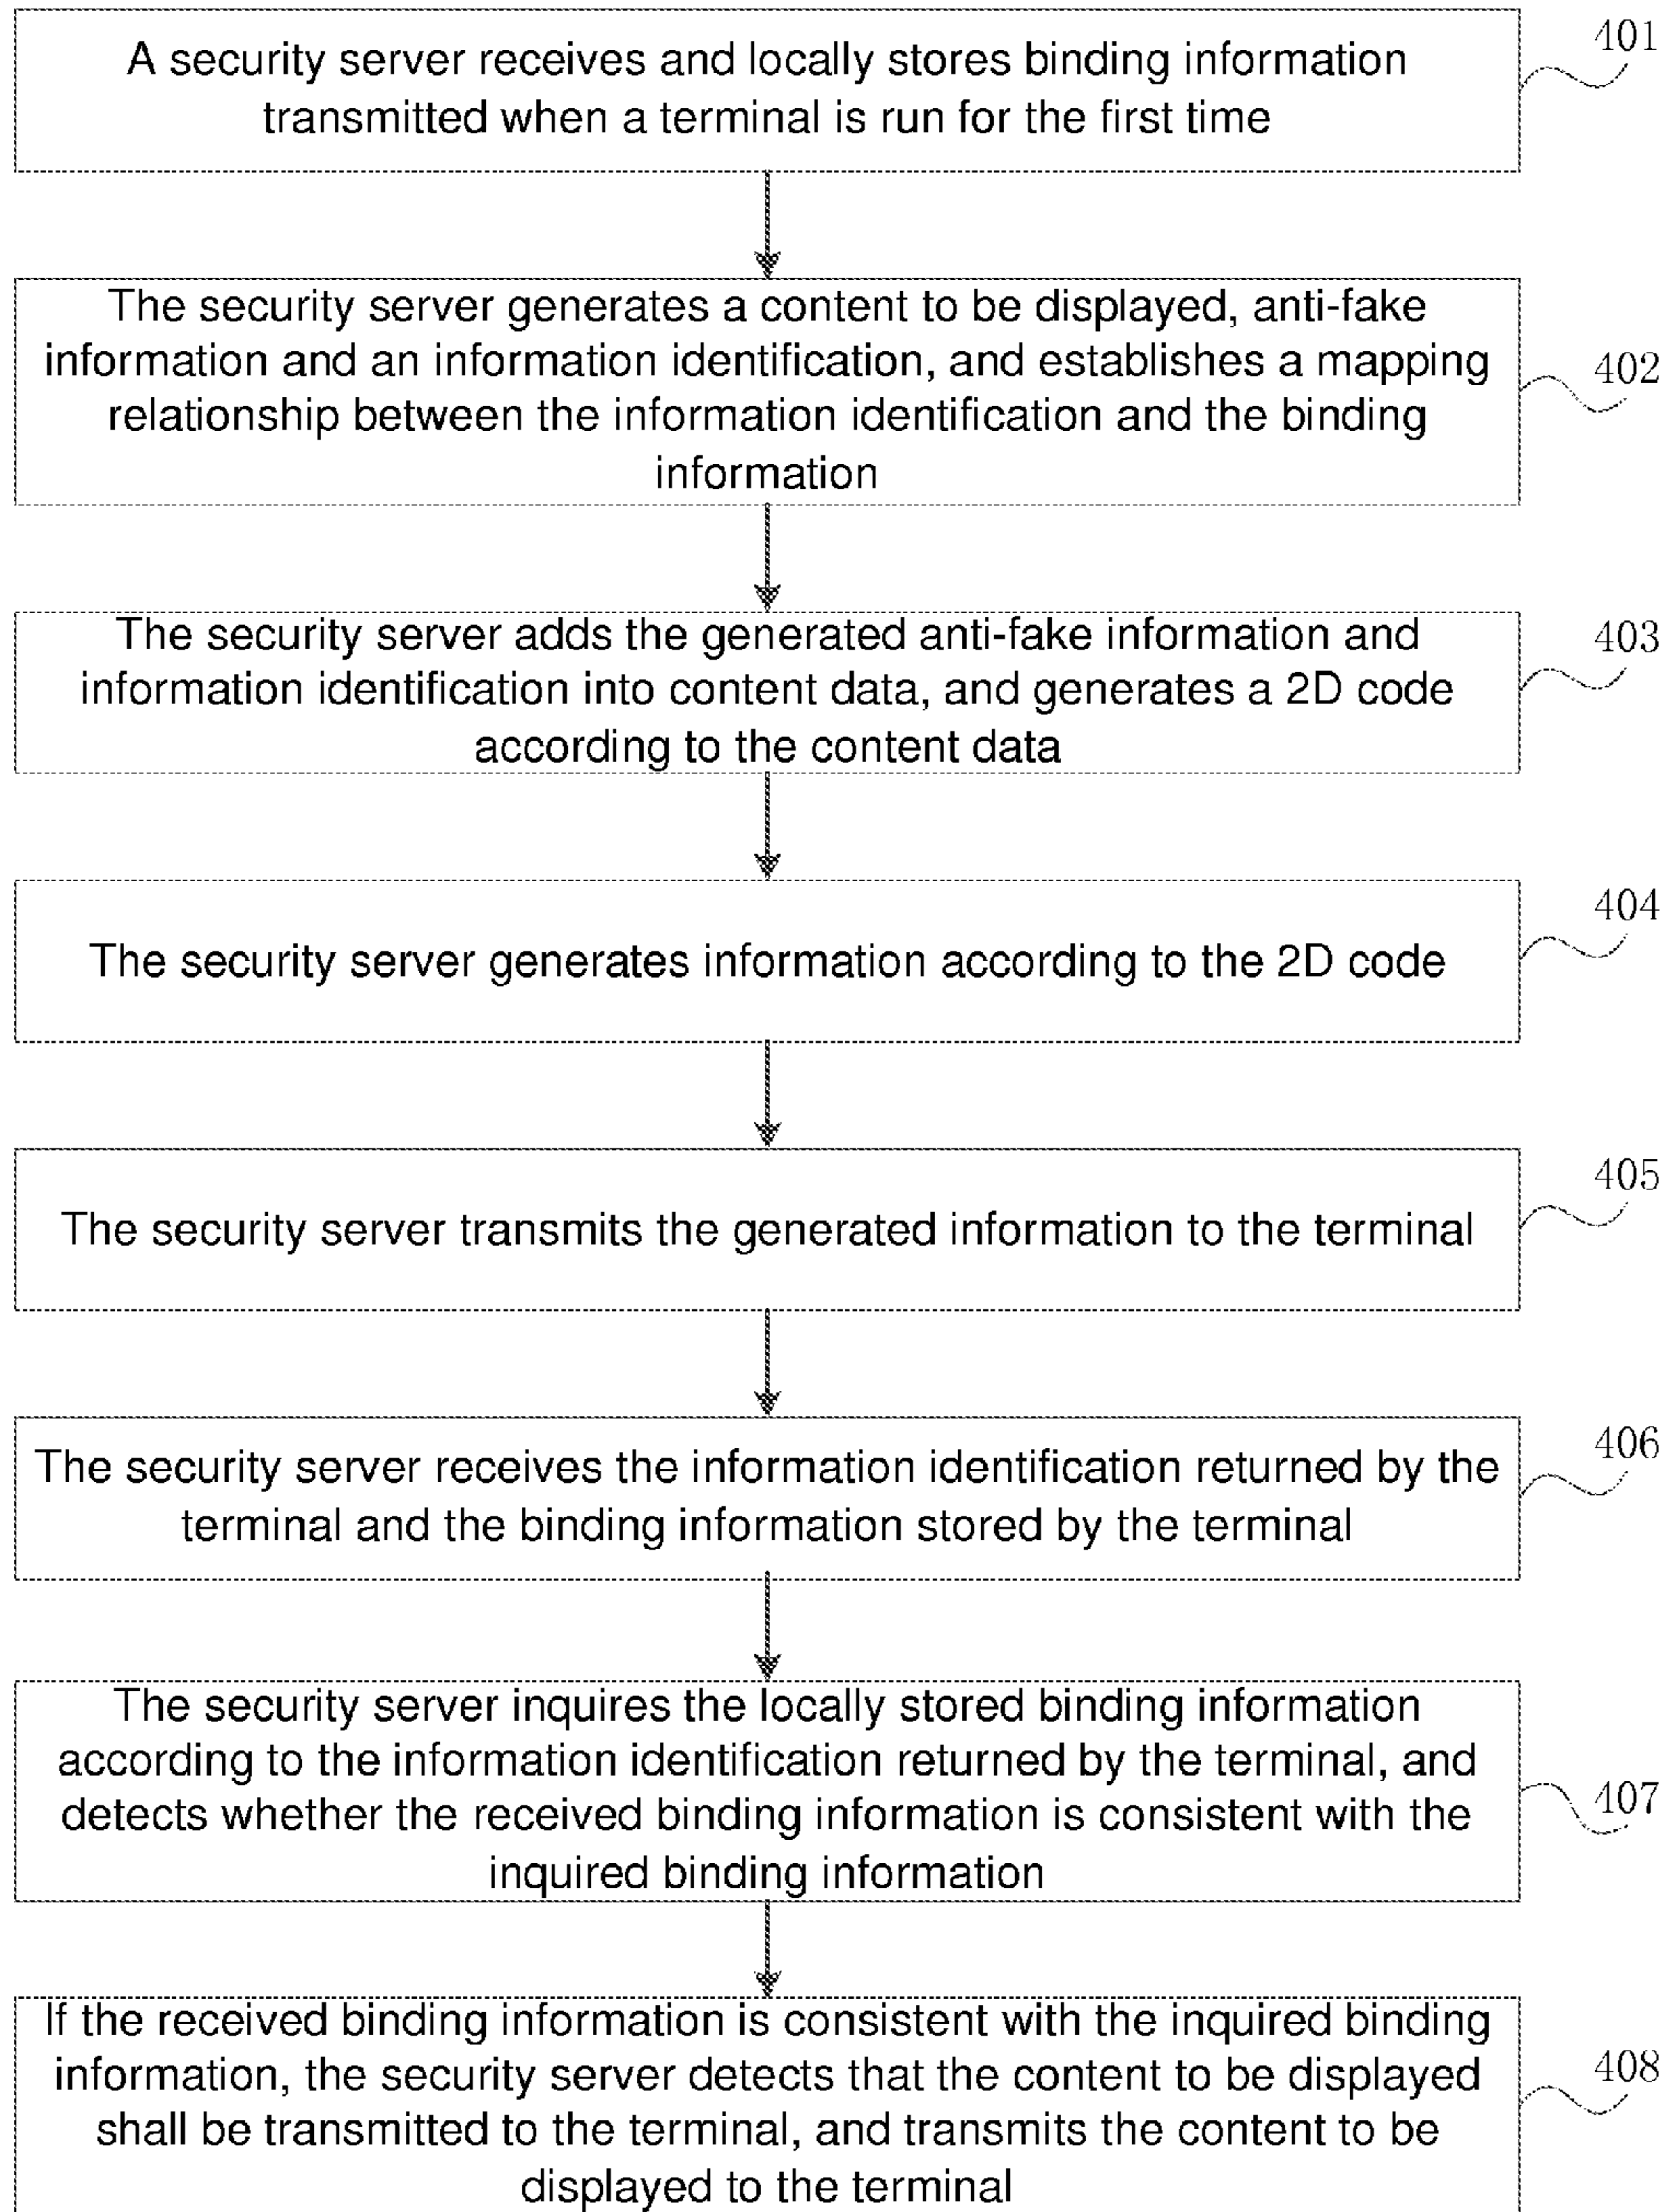 A security server receives and locally stores binding information
transmitted when a terminal is run for the first time
401
The security server generates a content to be displayed, anti-fake
information and an information identification, and establishes a mapping
relationship between the information identification and the binding
information
402
The security server adds the generated anti-fake information and
information identification into content data, and generates a 2D code
according to the content data
403
The security server generates information according to the 2D code
404
The security server transmits the generated information to the terminal
405
The security server receives the information identification returned by the
terminal and the binding information stored by the terminal
406
The security server inquires the locally stored binding information
according to the information identification returned by the terminal, and
detects whether the received binding information is consistent with the
inquired binding information
407
If the received binding information is consistent with the inquired binding
information, the security server detects that the content to be displayed
shall be transmitted to the terminal, and transmits the content to be
displayed to the terminal
408